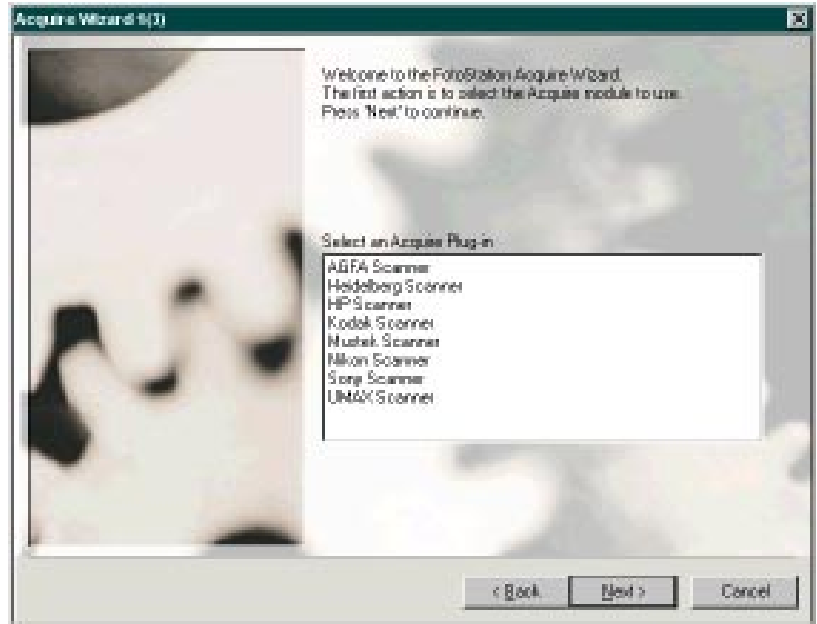 Acquire Wizard 1(3)
Welcome to the FotoStation Acquire Wizard.
The first action is to select the Acquire module to use.
Press 'Next' to continue.
Select an Acquire Plug-in
AGFA Scanner
Heidelberg Scanner
HP Scanner
Kodak Scanner
Mustek Scanner
Nikon Scanner
Sony Scanner
UMAX Scanner
< Back Next > Cancel